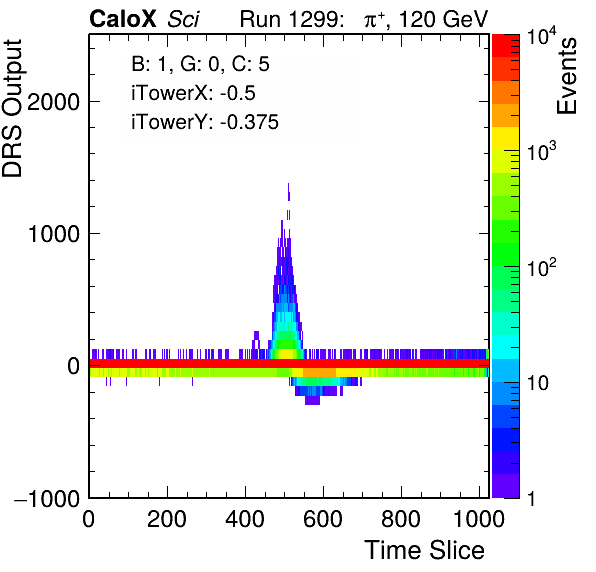 CaloX Sci Run 1299: π⁺, 120 GeV
B: 1, G: 0, C: 5
iTowerX: -0.5
iTowerY: -0.375
DRS Output
2000
1000
0
−1000
0 200 400 600 800 1000
Time Slice
Events
10⁴
10³
10²
10
1